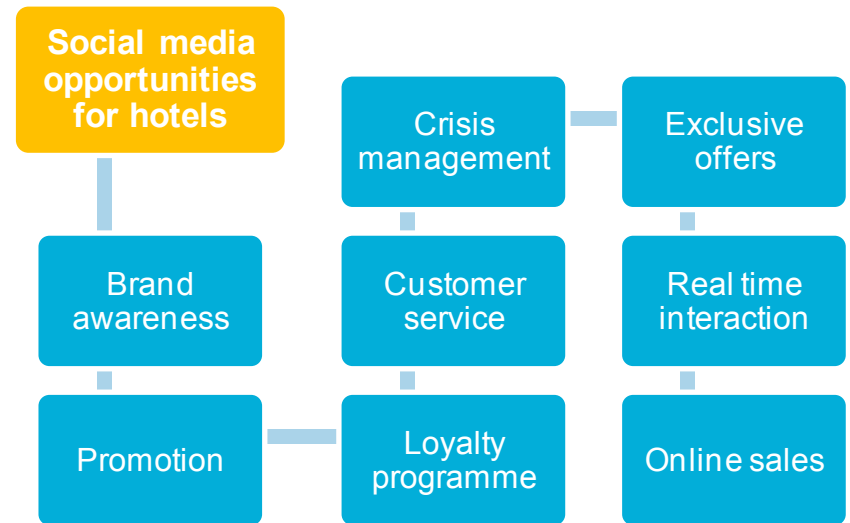 Social media
opportunities
for hotels
Brand
awareness
Promotion
Loyalty
programme
Customer
service
Crisis
management
Exclusive
offers
Real time
interaction
Online sales